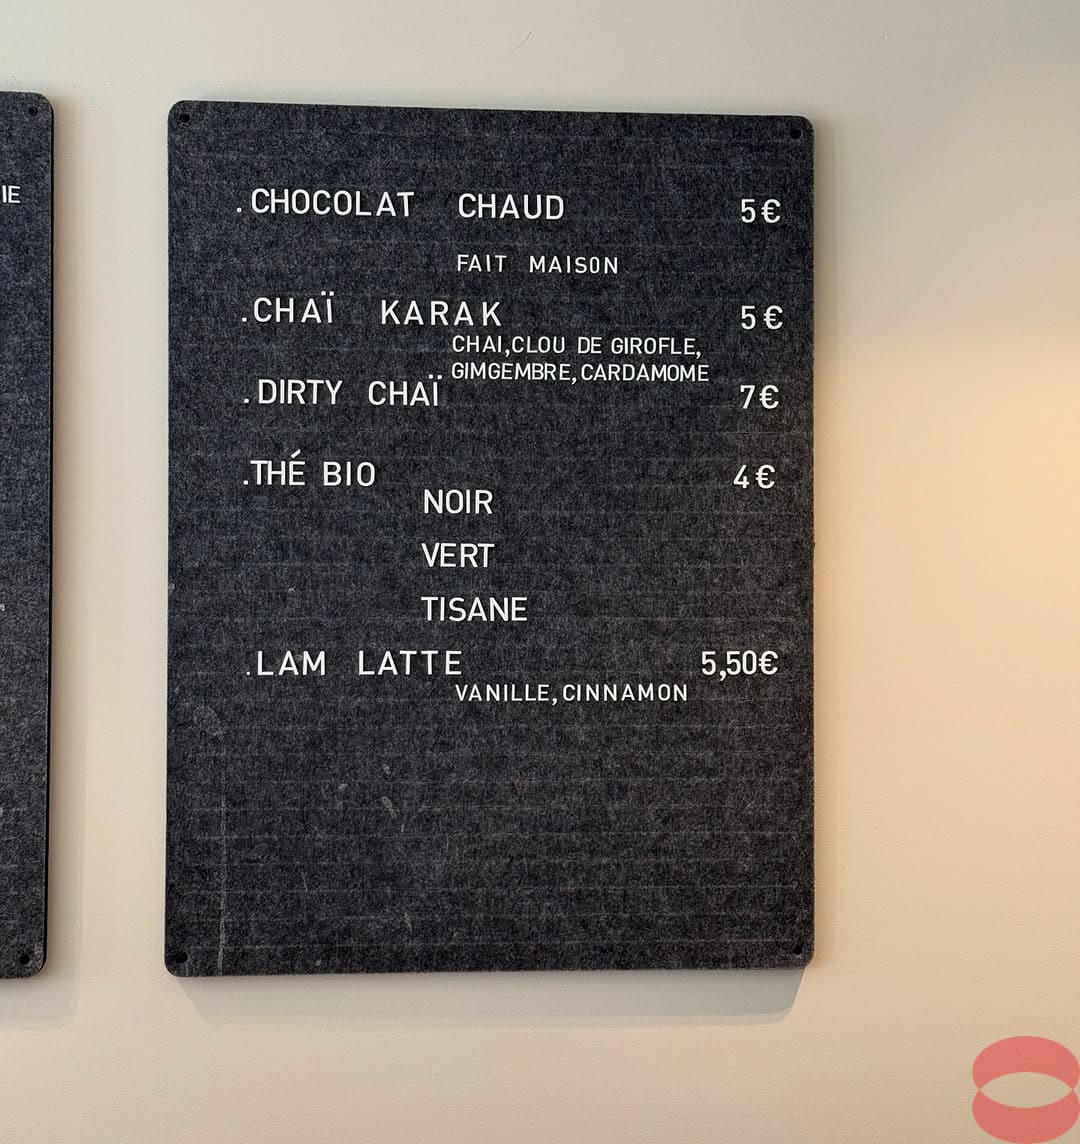 IE
.CHOCOLAT CHAUD 5€
FAIT MAISON
.CHAÏ KARAK 5€
CHAI,CLOU DE GIROFLE,
GIMGEMBRE,CARDAMOME
.DIRTY CHAÏ 7€
.THÉ BIO 4€
NOIR
VERT
TISANE
.LAM LATTE 5,50€
VANILLE,CINNAMON